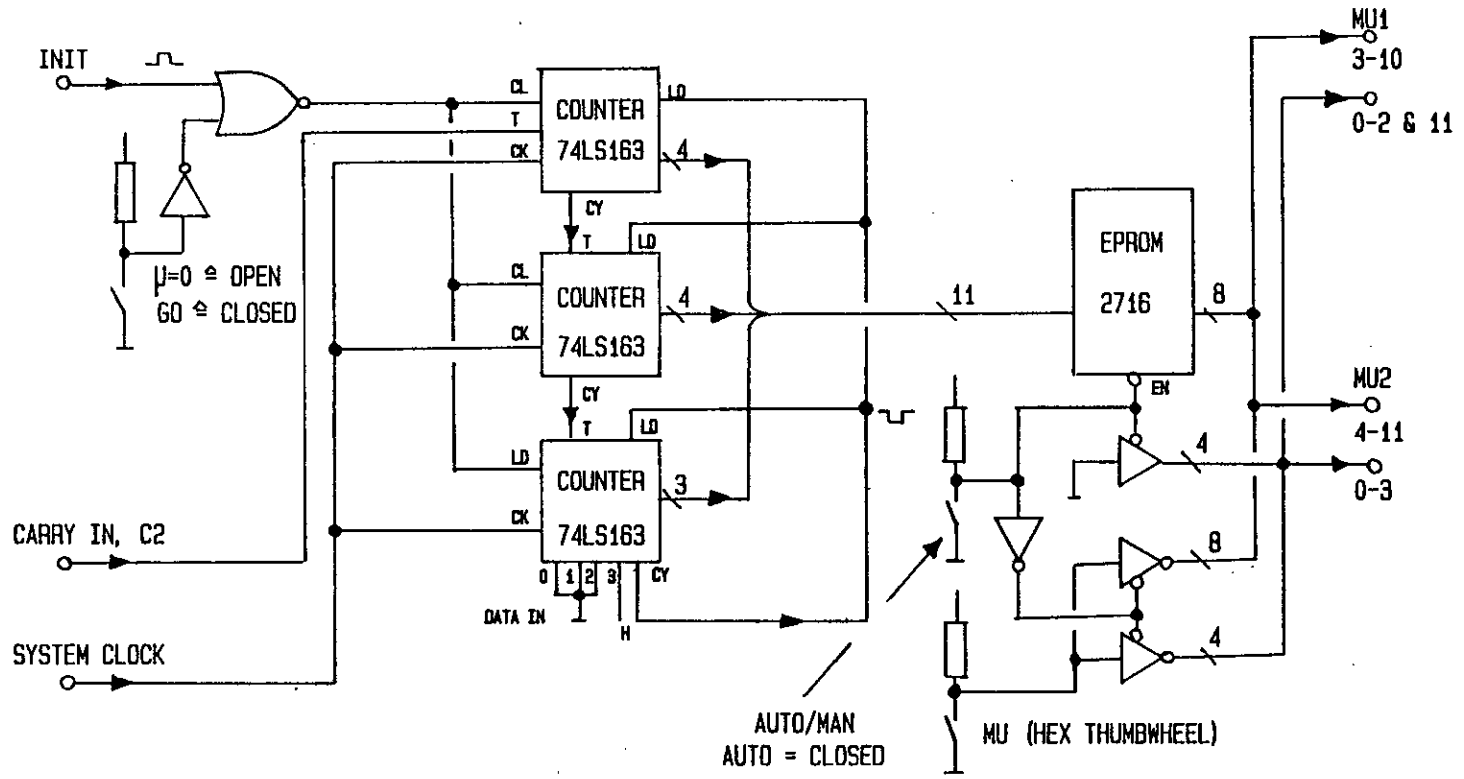 INIT
CL
T
CK
COUNTER
74LS163
LD
4
CY
T
LD
CL
CK
COUNTER
74LS163
4
CY
T
LD
LD
CK
COUNTER
74LS163
3
0 1 2 3 CY
DATA IN
H
μ=0 ≙ OPEN
GO ≙ CLOSED
CARRY IN, C2
SYSTEM CLOCK
11
EPROM
2716
8
EN
4
8
4
MU1
3-10
0-2 & 11
MU2
4-11
0-3
AUTO/MAN
AUTO = CLOSED
MU (HEX THUMBWHEEL)